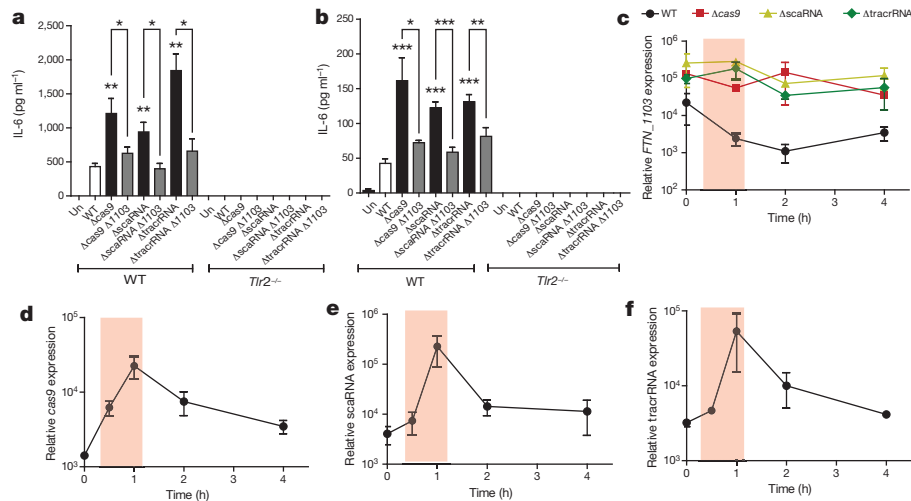 a
IL-6 (pg ml⁻¹)
2,500
2,000
1,500
1,000
500
0
**
*
**
*
**
*
Un
WT
Δcas9
Δcas9 Δ1103
ΔscaRNA
ΔscaRNA Δ1103
ΔtracrRNA
ΔtracrRNA Δ1103
Un
WT
Δcas9
Δcas9 Δ1103
ΔscaRNA
ΔscaRNA Δ1103
ΔtracrRNA
ΔtracrRNA Δ1103
WT
Tlr2⁻/⁻
b
IL-6 (pg ml⁻¹)
200
150
100
50
0
***
*
***
***
***
**
Un
WT
Δcas9
Δcas9 Δ1103
ΔscaRNA
ΔscaRNA Δ1103
ΔtracrRNA
ΔtracrRNA Δ1103
Un
WT
Δcas9
Δcas9 Δ1103
ΔscaRNA
ΔscaRNA Δ1103
ΔtracrRNA
ΔtracrRNA Δ1103
WT
Tlr2⁻/⁻
c
WT Δcas9 ΔscaRNA ΔtracrRNA
Relative FTN_1103 expression
10⁶
10⁵
10⁴
10³
10²
0 1 2 3 4
Time (h)
d
Relative cas9 expression
10⁵
10⁴
10³
0 1 2 3 4
Time (h)
e
Relative scaRNA expression
10⁶
10⁵
10⁴
10³
0 1 2 3 4
Time (h)
f
Relative tracrRNA expression
10⁵
10⁴
10³
0 1 2 3 4
Time (h)